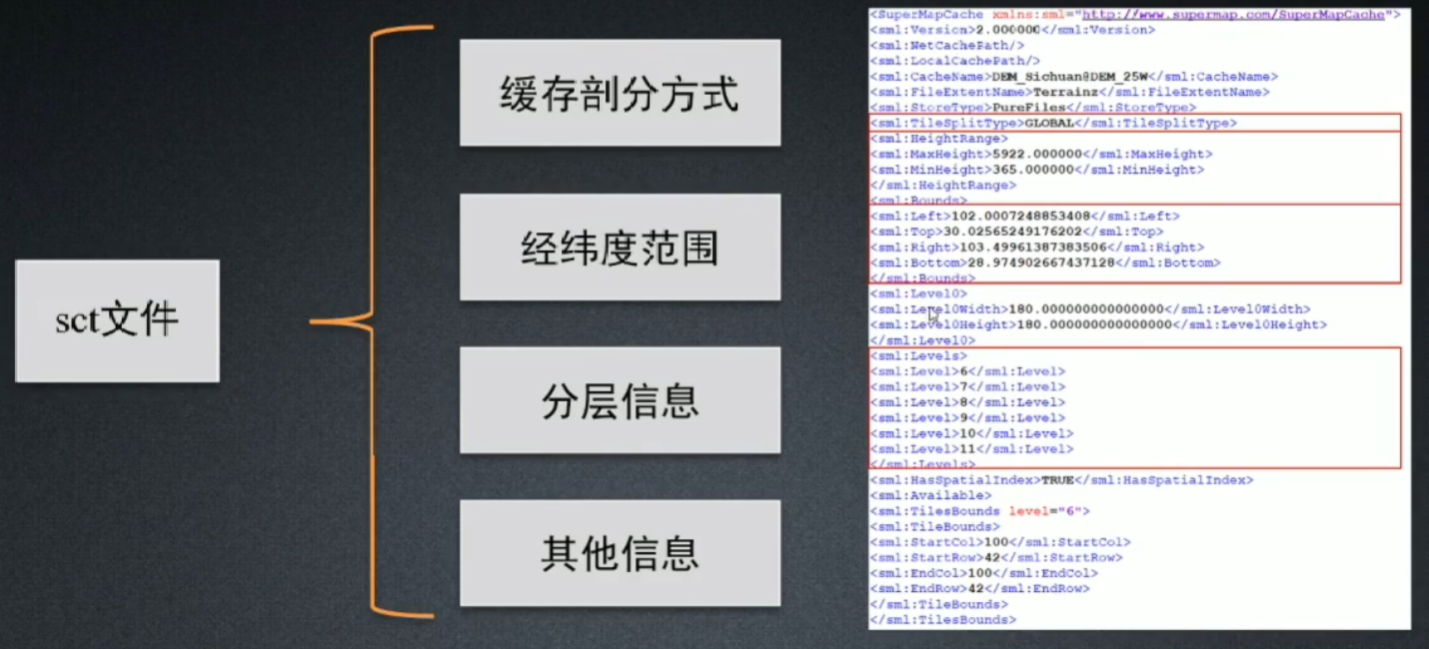 sct文件
缓存剖分方式
经纬度范围
分层信息
其他信息
<SuperMapCache xmlns:sml="http://www.supermap.com/SuperMapCache">
<sml:Version>2.000000</sml:Version>
<sml:NetCachePath/>
<sml:LocalCachePath/>
<sml:CacheName>DEM_Sichuan@DEM_25W</sml:CacheName>
<sml:FileExtentName>Terrainz</sml:FileExtentName>
<sml:StoreType>PureFiles</sml:StoreType>
<sml:TileSplitType>GLOBAL</sml:TileSplitType>
<sml:HeightRange>
<sml:MaxHeight>5922.000000</sml:MaxHeight>
<sml:MinHeight>365.000000</sml:MinHeight>
</sml:HeightRange>
<sml:Bounds>
<sml:Left>102.0007248853408</sml:Left>
<sml:Top>30.02565249176202</sml:Top>
<sml:Right>103.49961387383506</sml:Right>
<sml:Bottom>28.974902667437128</sml:Bottom>
</sml:Bounds>
<sml:Level0>
<sml:Level0Width>180.000000000000000</sml:Level0Width>
<sml:Level0Height>180.000000000000000</sml:Level0Height>
</sml:Level0>
<sml:Levels>
<sml:Level>6</sml:Level>
<sml:Level>7</sml:Level>
<sml:Level>8</sml:Level>
<sml:Level>9</sml:Level>
<sml:Level>10</sml:Level>
<sml:Level>11</sml:Level>
</sml:Levels>
<sml:HasSpatialIndex>TRUE</sml:HasSpatialIndex>
<sml:Available>
<sml:TilesBounds level="6">
<sml:TileBounds>
<sml:StartCol>100</sml:StartCol>
<sml:StartRow>42</sml:StartRow>
<sml:EndCol>100</sml:EndCol>
<sml:EndRow>42</sml:EndRow>
</sml:TileBounds>
</sml:TilesBounds>